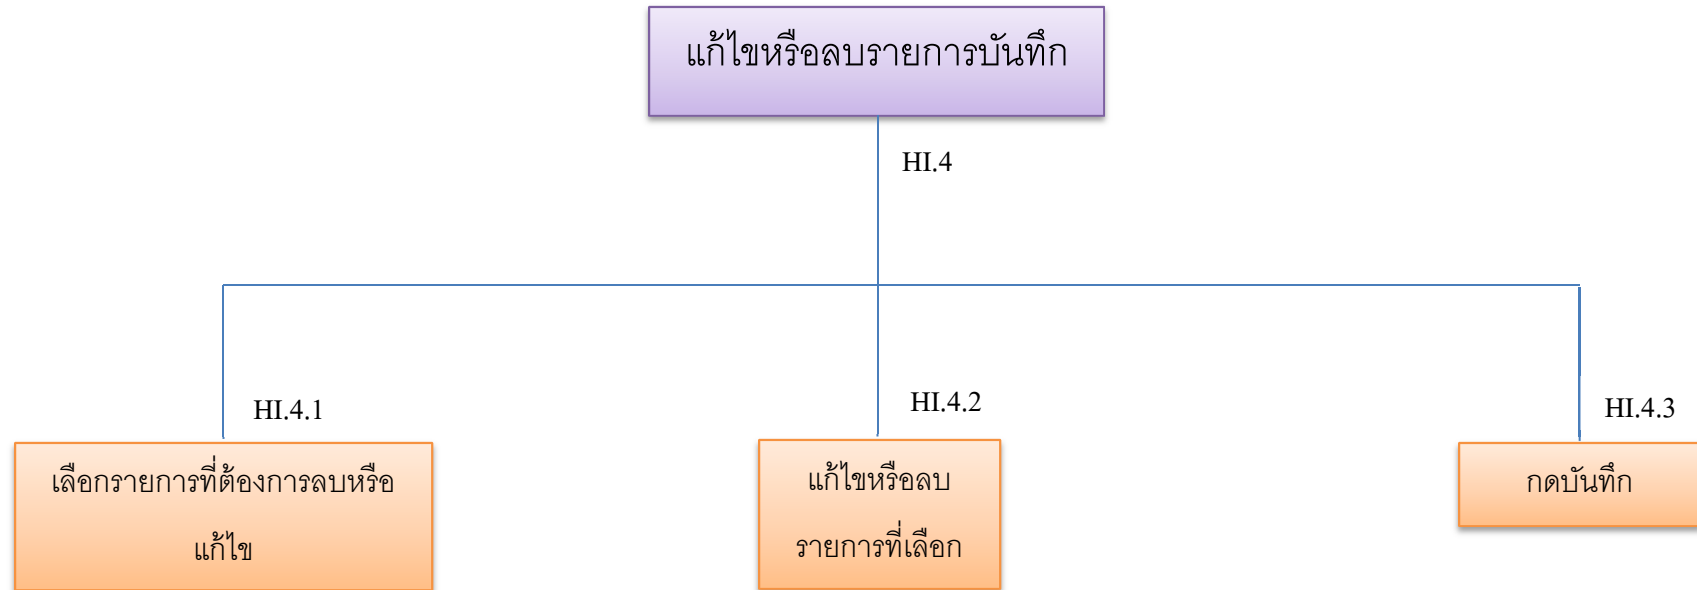 แก้ไขหรือลบรายการบันทึก
HI.4
HI.4.1
HI.4.2
HI.4.3
เลือกรายการที่ต้องการลบหรือ
แก้ไข
แก้ไขหรือลบ
รายการที่เลือก
กดบันทึก